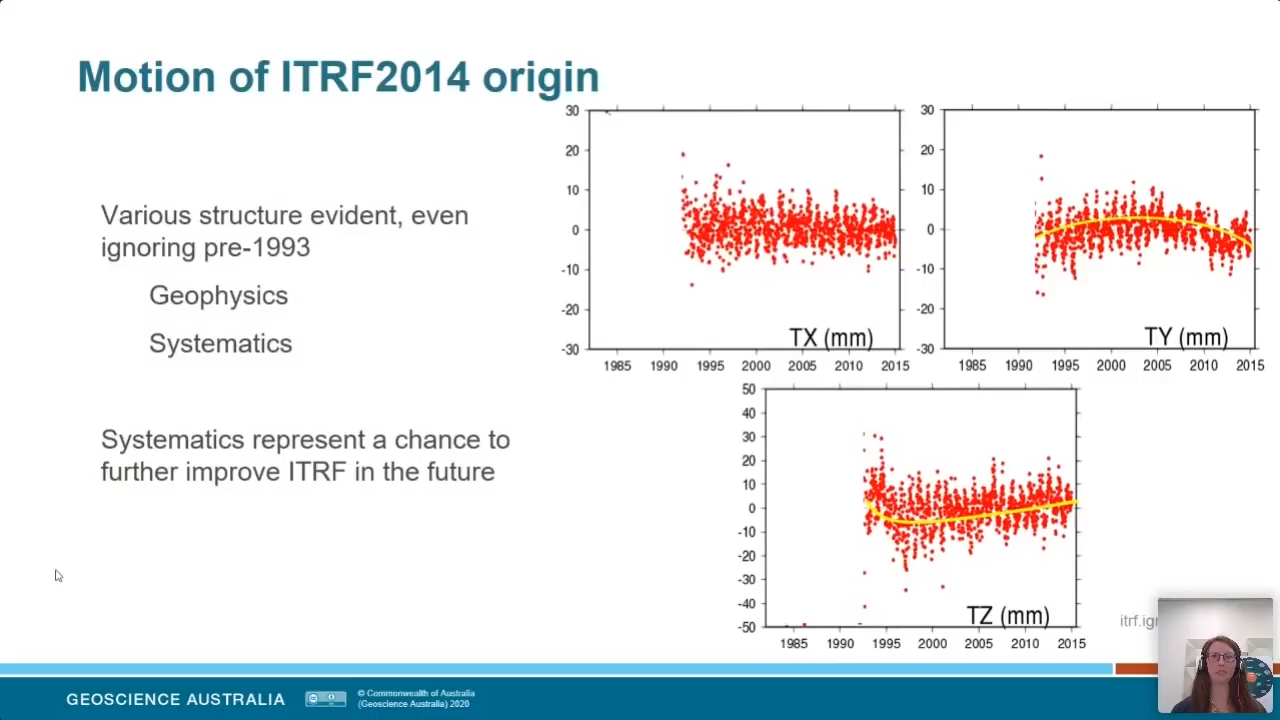 Motion of ITRF2014 origin
Various structure evident, even
ignoring pre-1993
Geophysics
Systematics
Systematics represent a chance to
further improve ITRF in the future
30
20
10
0
-10
-20
-30
TX (mm)
1985 1990 1995 2000 2005 2010 2015
30
20
10
0
-10
-20
-30
TY (mm)
1985 1990 1995 2000 2005 2010 2015
50
40
30
20
10
0
-10
-20
-30
-40
-50
TZ (mm)
1985 1990 1995 2000 2005 2010 2015
GEOSCIENCE AUSTRALIA
© Commonwealth of Australia
(Geoscience Australia) 2020